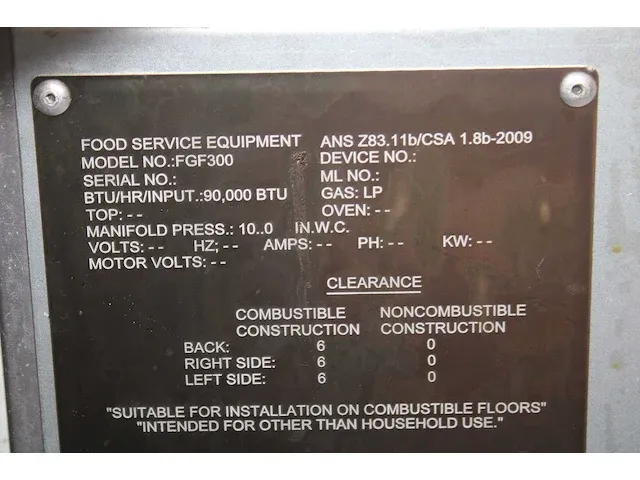 FOOD SERVICE EQUIPMENT ANS Z83.11b/CSA 1.8b-2009
MODEL NO.:FGF300 DEVICE NO.:
SERIAL NO.: ML NO.:
BTU/HR/INPUT.:90,000 BTU GAS: LP
TOP: -- OVEN: --
MANIFOLD PRESS.: 10..0 IN.W.C.
VOLTS: -- HZ; -- AMPS: -- PH: -- KW: --
MOTOR VOLTS: --
CLEARANCE
COMBUSTIBLE NONCOMBUSTIBLE
CONSTRUCTION CONSTRUCTION
BACK: 6 0
RIGHT SIDE: 6 0
LEFT SIDE: 6 0
"SUITABLE FOR INSTALLATION ON COMBUSTIBLE FLOORS"
"INTENDED FOR OTHER THAN HOUSEHOLD USE."